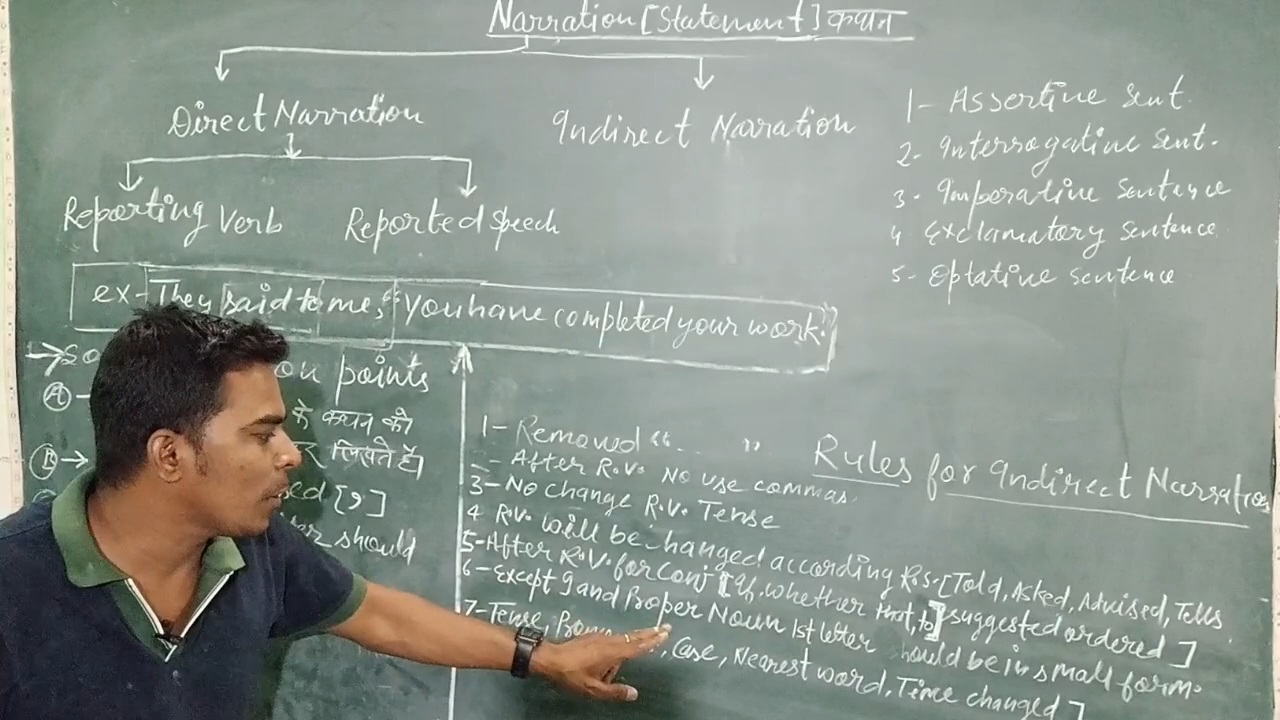 Narration [Statement] कथन
Direct Narration
Indirect Narration
Reporting Verb
Reported Speech
1- Assertive Sent.
2. Interrogative Sent.
3. Imperative Sentence
4 Exclamatory Sentence
5- Optative sentence
ex- They said to me, "you have completed your work."
on points
(A)-
के कथन को
(B)→
लिखते हैं।
[,]
should
Rules for Indirect Narration
1- Removed "... "
- After R.V. No use commas.
3- No change R.V. Tense
4 R.V. will be changed according R.S. [Told, Asked, Advised, Tells
suggested ordered]
5- After R.V. for Conj [If, whether that, to]
6- Except I and Proper Noun 1st letter should be in small form.
7- Tense, , Case, Nearest word, Time changed]